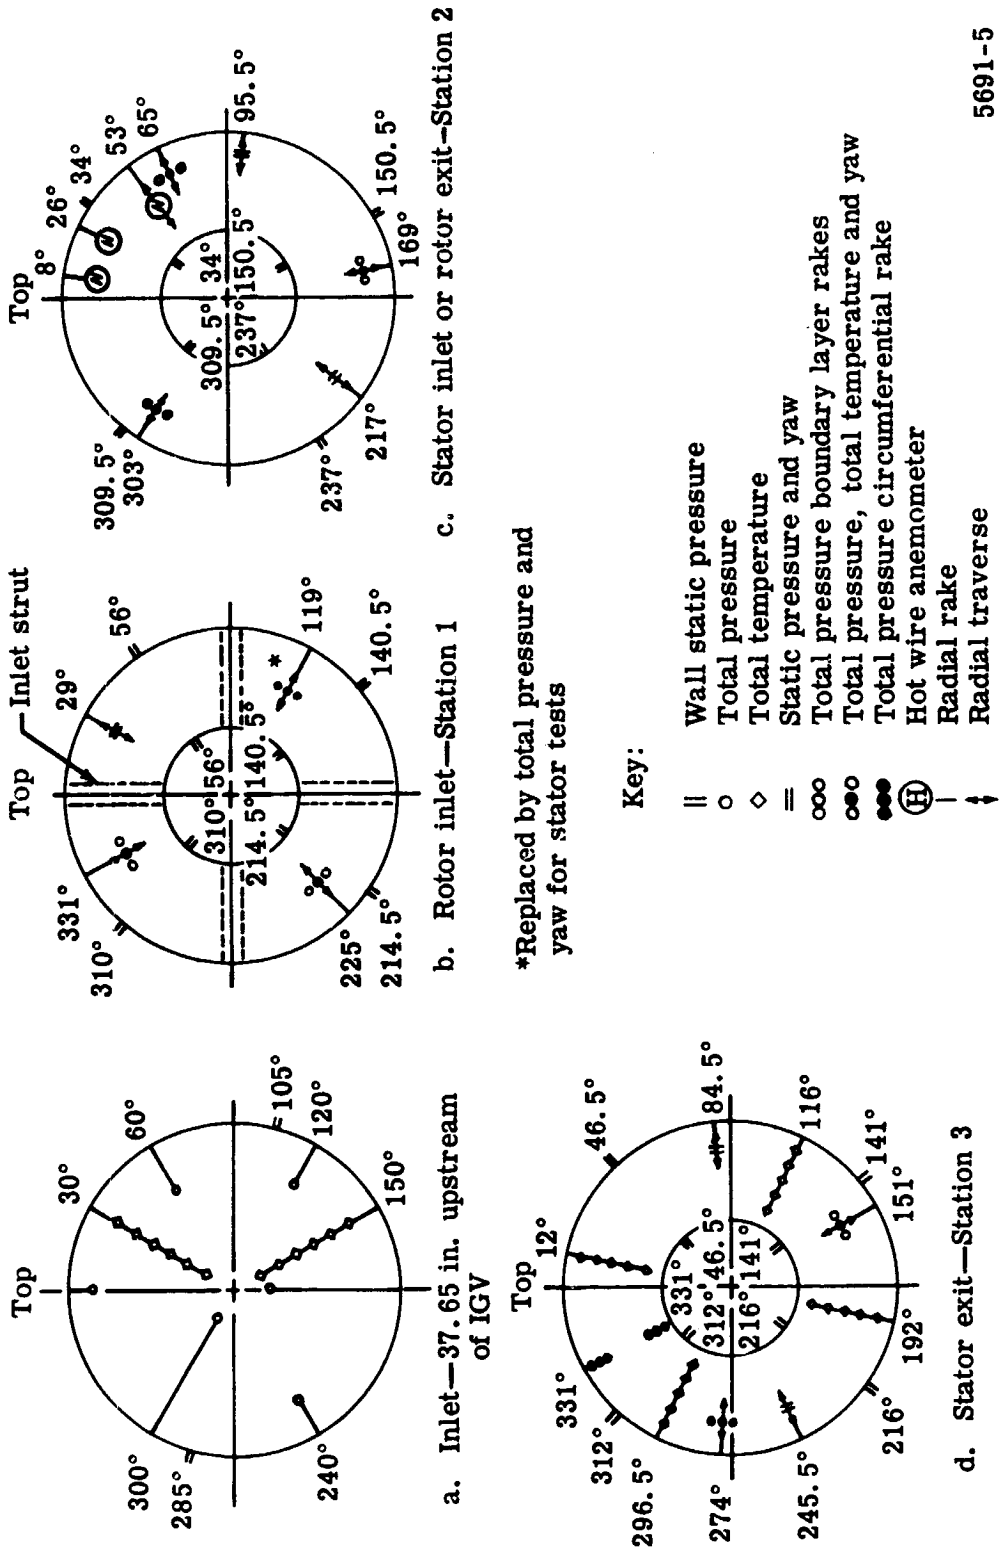 Top
30°
60°
105°
120°
150°
240°
285°
300°
a. Inlet—37.65 in. upstream
of IGV
Top
Inlet strut
29°
56°
119°
*
140.5°
214.5°
225°
310°
331°
310°
56°
214.5°
140.5°
b. Rotor inlet—Station 1
Top
8°
26°
34°
53°
65°
95.5°
150.5°
169°
217°
237°
303°
309.5°
309.5°
34°
237°
150.5°
c. Stator inlet or rotor exit—Station 2
Top
12°
46.5°
84.5°
116°
141°
151°
192°
216°
245.5°
274°
296.5°
312°
331°
331°
312°
46.5°
216°
141°
d. Stator exit—Station 3
*Replaced by total pressure and
yaw for stator tests
Key:
Wall static pressure
Total pressure
Total temperature
Static pressure and yaw
Total pressure boundary layer rakes
Total pressure, total temperature and yaw
Total pressure circumferential rake
H Hot wire anemometer
Radial rake
Radial traverse
5691-5